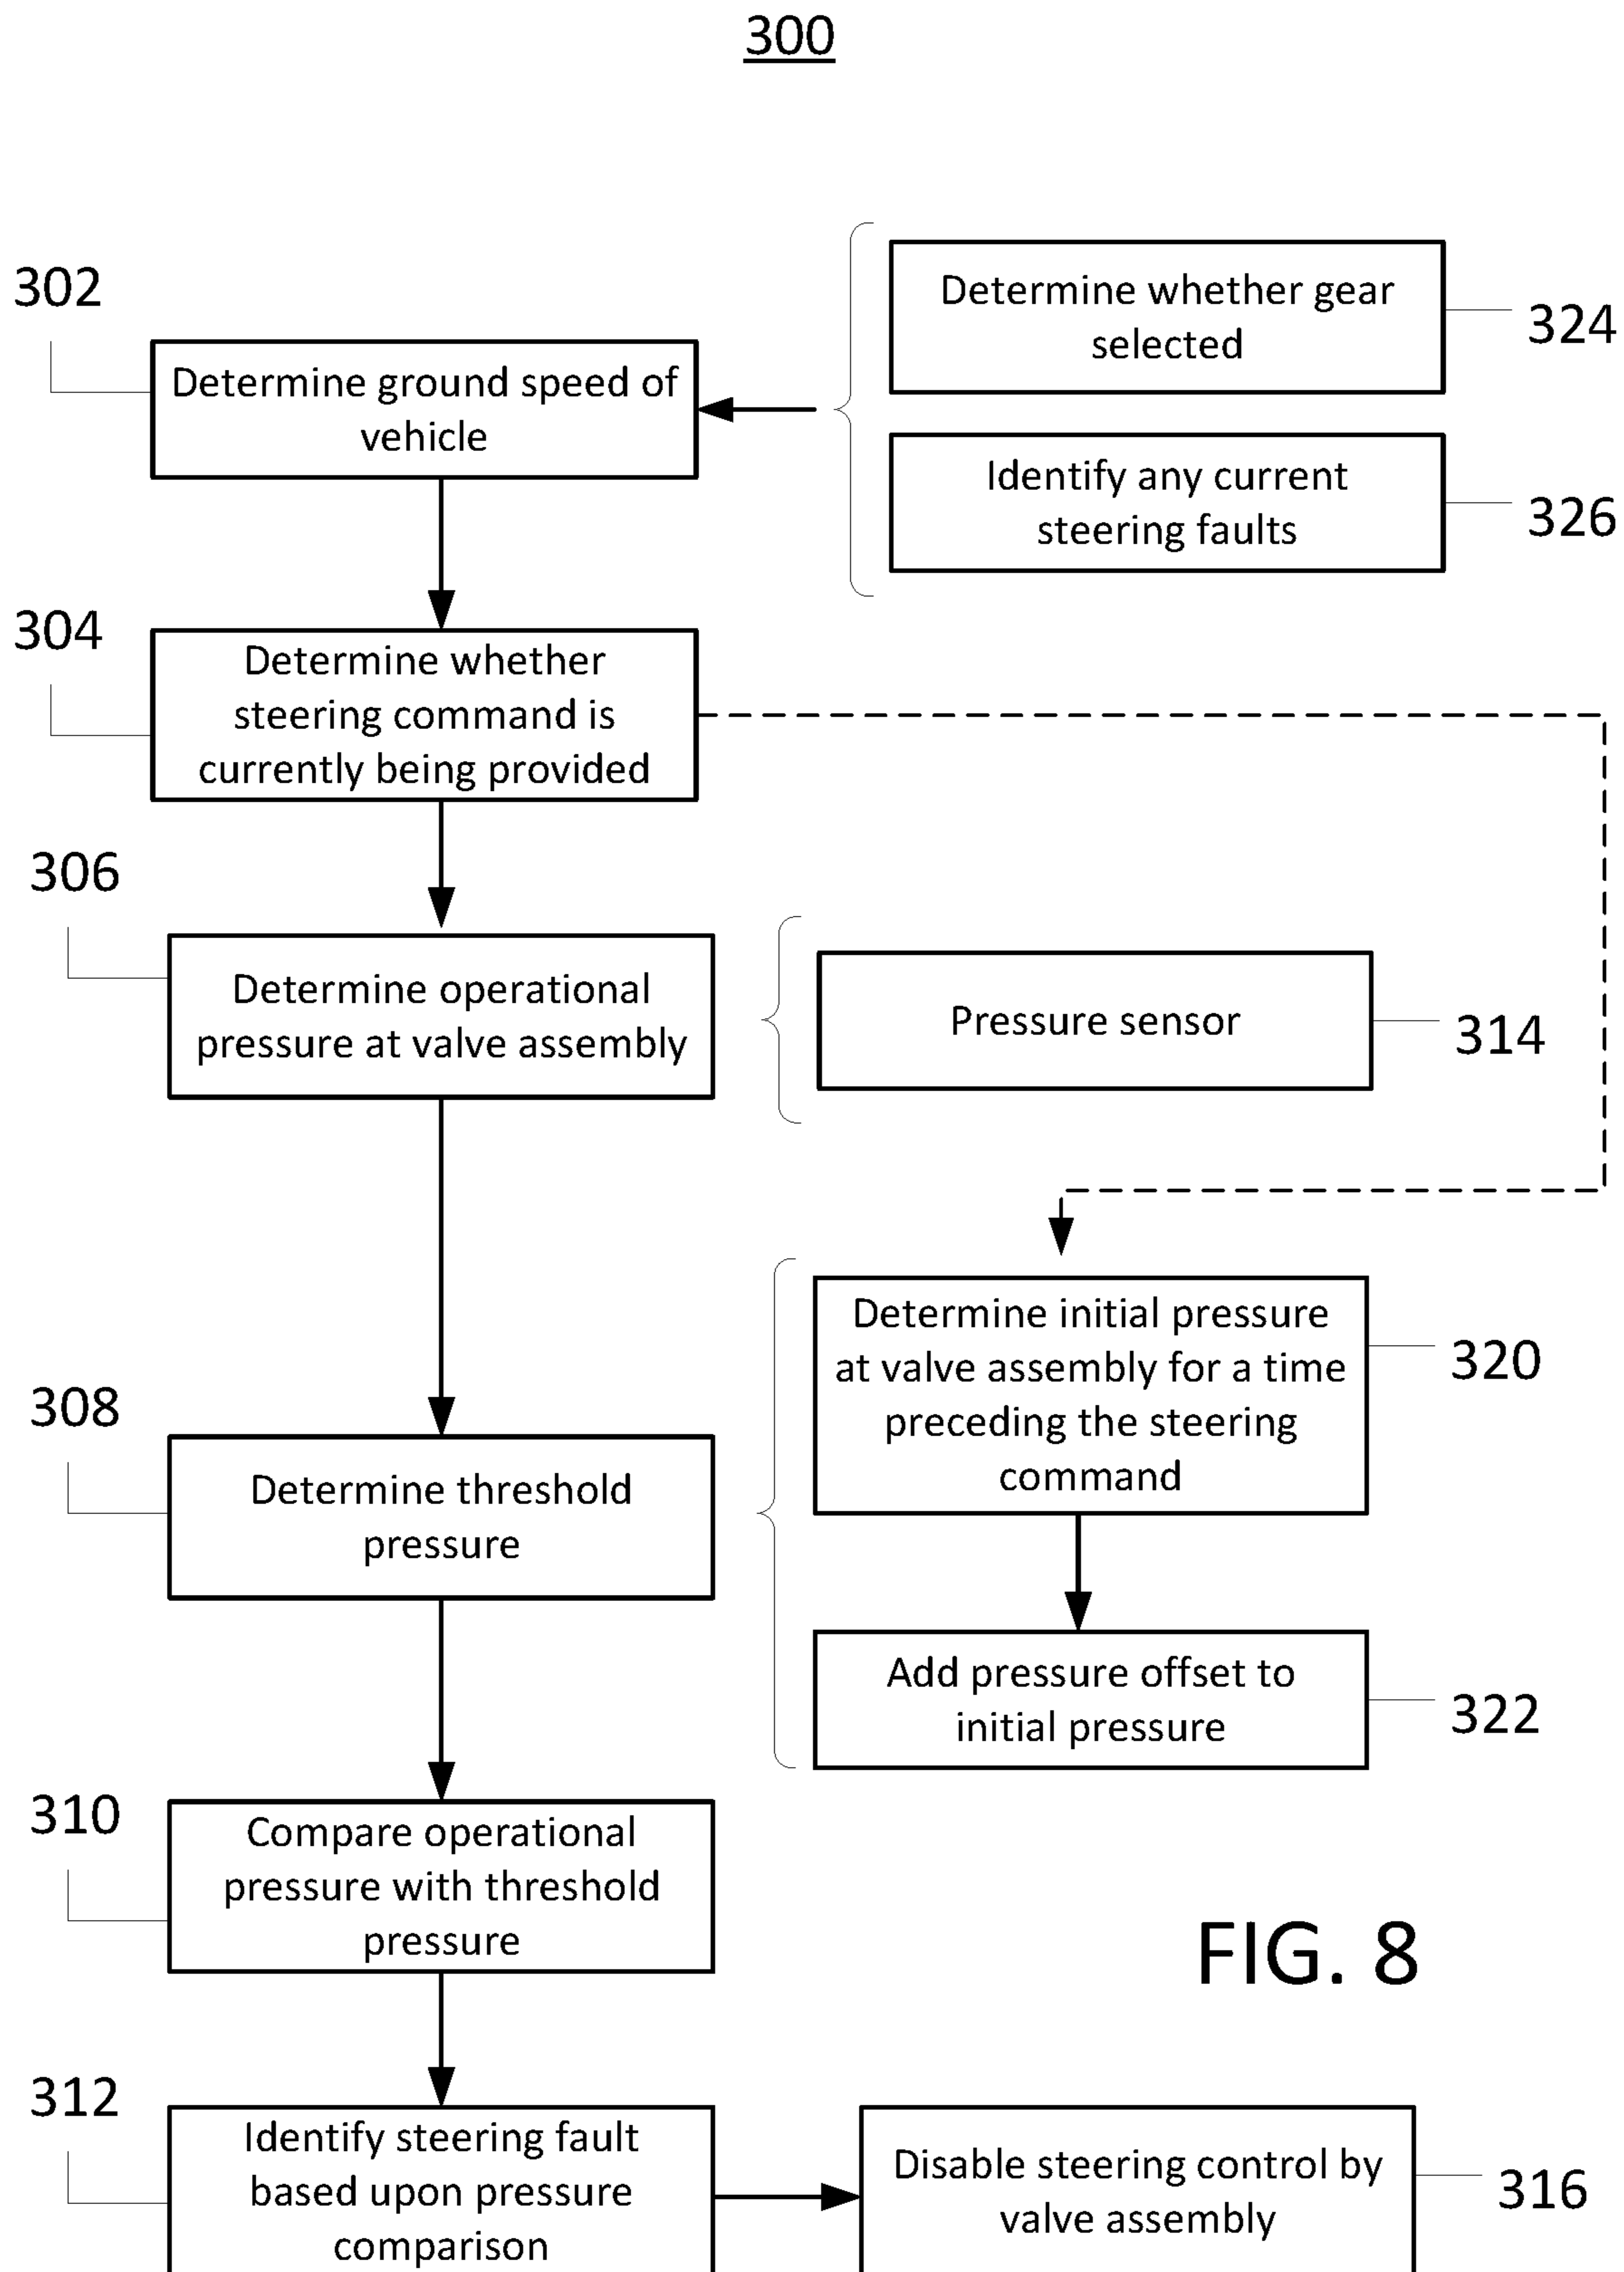 300
302
Determine ground speed of
vehicle
Determine whether gear
selected
324
Identify any current
steering faults
326
304
Determine whether
steering command is
currently being provided
306
Determine operational
pressure at valve assembly
Pressure sensor
314
308
Determine threshold
pressure
Determine initial pressure
at valve assembly for a time
preceding the steering
command
320
Add pressure offset to
initial pressure
322
310
Compare operational
pressure with threshold
pressure
FIG. 8
312
Identify steering fault
based upon pressure
comparison
Disable steering control by
valve assembly
316